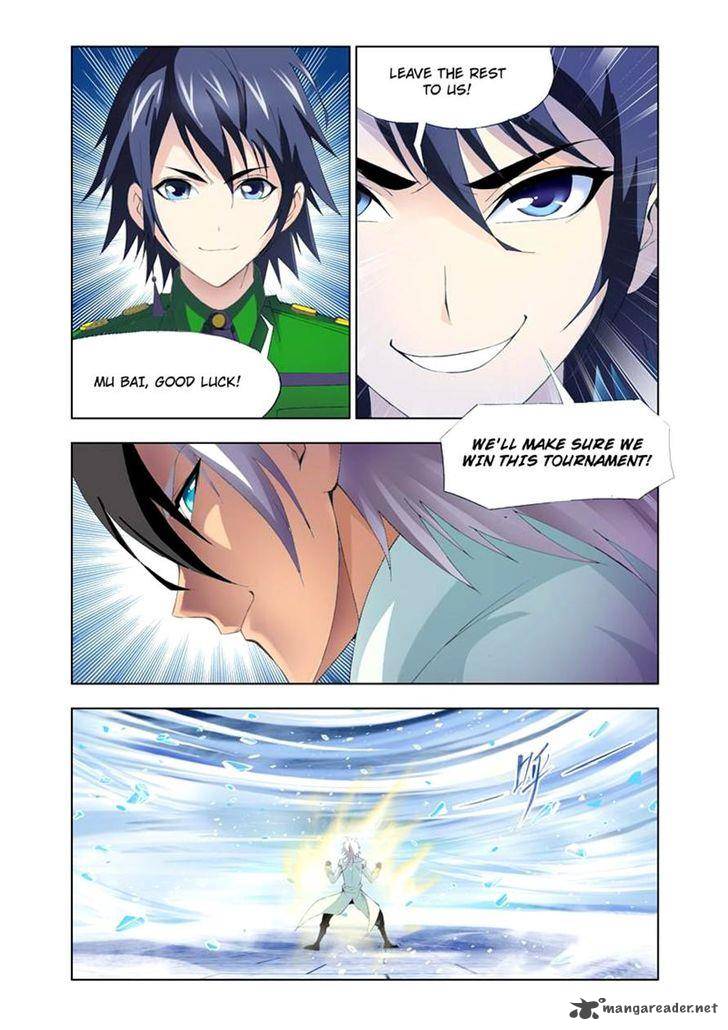 MU BAI, GOOD LUCK!
LEAVE THE REST
TO US!
WE'LL MAKE SURE WE
WIN THIS TOURNAMENT!
呼
mangareader.net